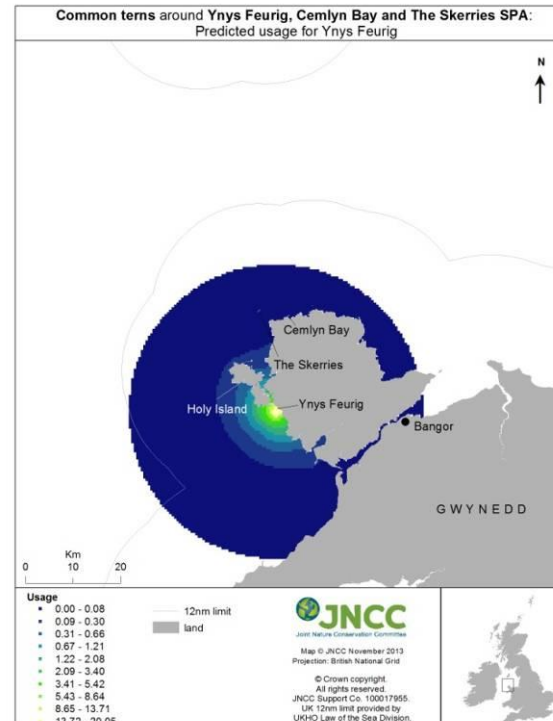 Common terns around Ynys Feurig, Cemlyn Bay and The Skerries SPA:
Predicted usage for Ynys Feurig
N
Cemlyn Bay
The Skerries
Holy Island
Ynys Feurig
Bangor
GWYNEDD
Km
0 10 20
Usage
0.00 - 0.08
0.09 - 0.30
0.31 - 0.66
0.67 - 1.21
1.22 - 2.08
2.09 - 3.40
3.41 - 5.42
5.43 - 8.64
8.65 - 13.71
13.72 - 20.05
12nm limit
land
JNCC
Joint Nature Conservation Committee
Map © JNCC November 2013
Projection: British National Grid
© Crown copyright.
All rights reserved.
JNCC Support Co. 100017955.
UK 12nm limit provided by
UKHO Law of the Sea Division.